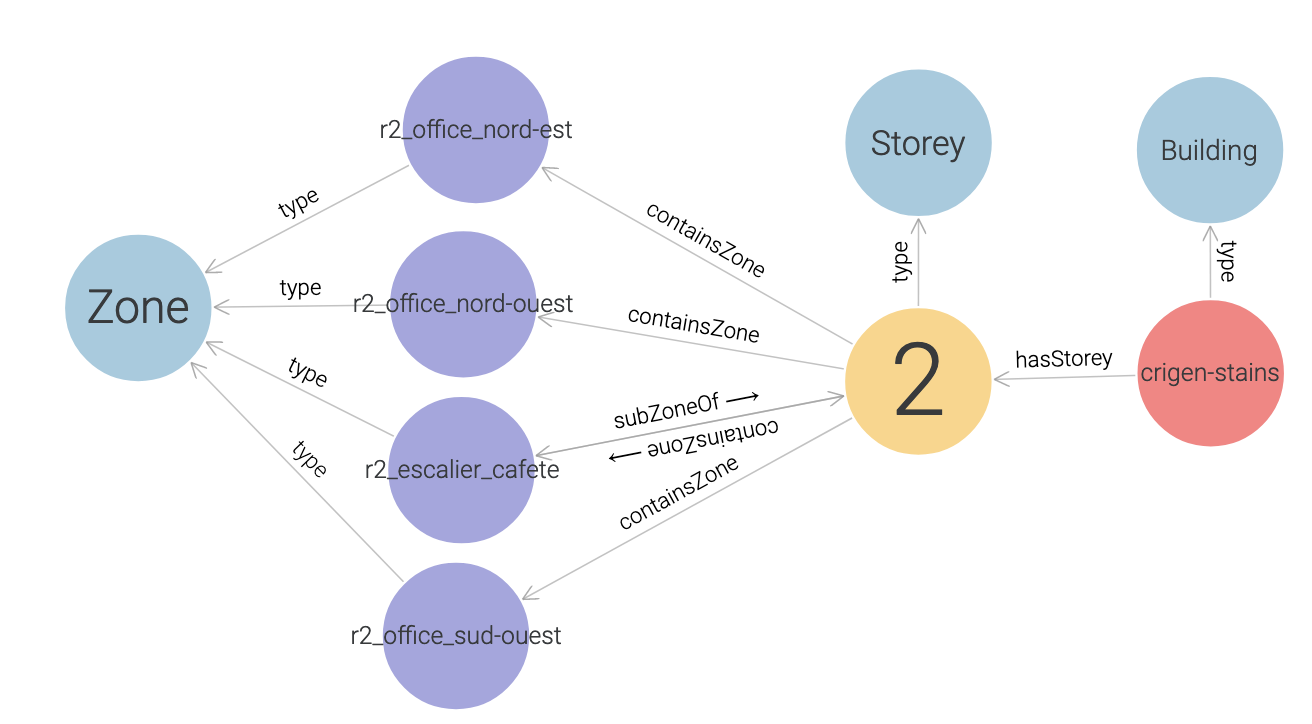 r2_office_nord-est
Storey
Building
type
containsZone
type
type
Zone
type
r2_office_nord-ouest
containsZone
2
hasStorey
crigen-stains
type
subZoneOf ⟶
containsZone ⟶
r2_escalier_cafete
type
containsZone
r2_office_sud-ouest